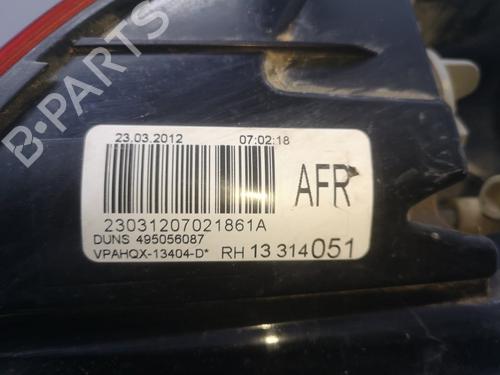 B-PARTS
23.03.2012 07:02:18
AFR
23031207021861A
DUNS 495056087
VPAHQX-13404-D* RH 13 314051